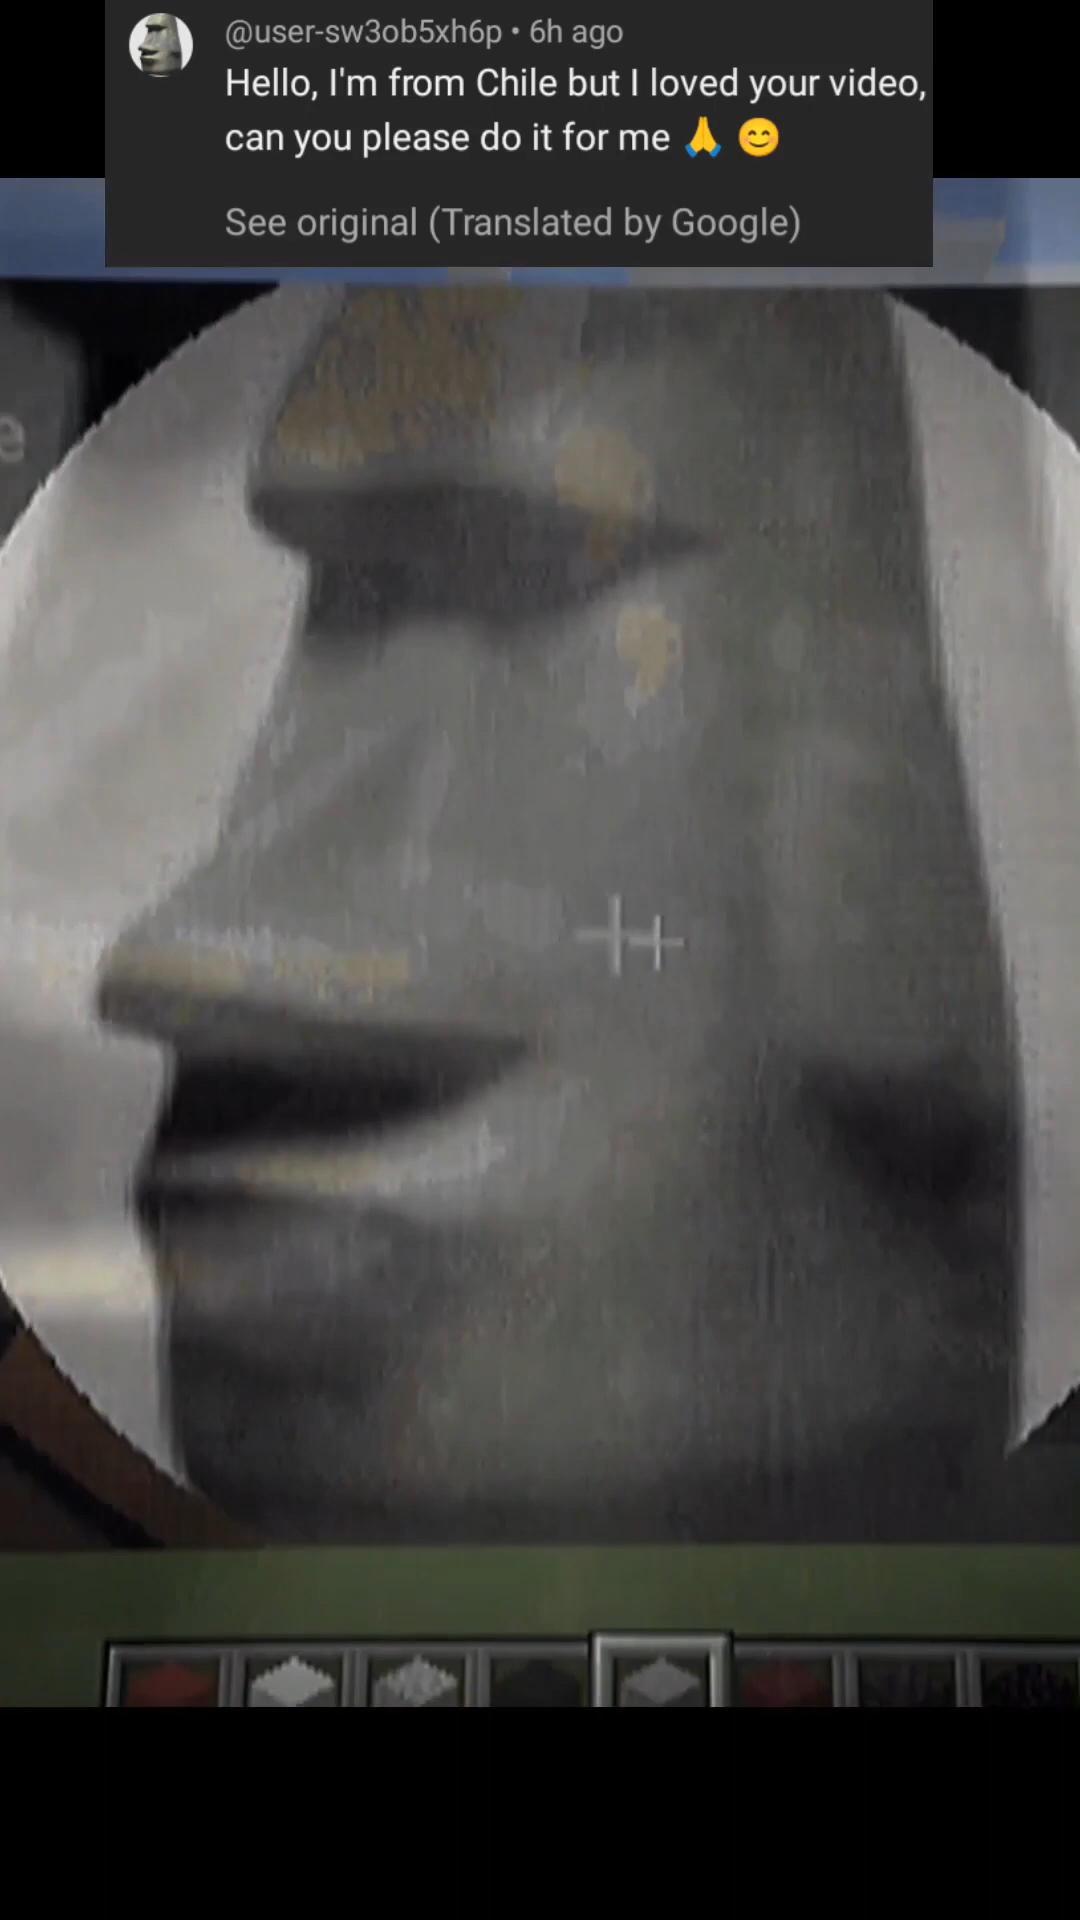 @user-sw3ob5xh6p • 6h ago
Hello, I'm from Chile but I loved your video,
can you please do it for me 🙏 😊
See original (Translated by Google)
e